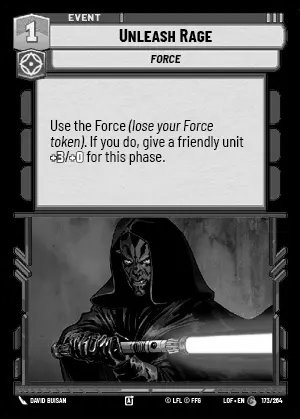 EVENT
1
UNLEASH RAGE
FORCE
Use the Force (lose your Force
token). If you do, give a friendly unit
+3/+0 for this phase.
DAVID BUISAN
A
© LFL © FFG
LOF • EN
173/264